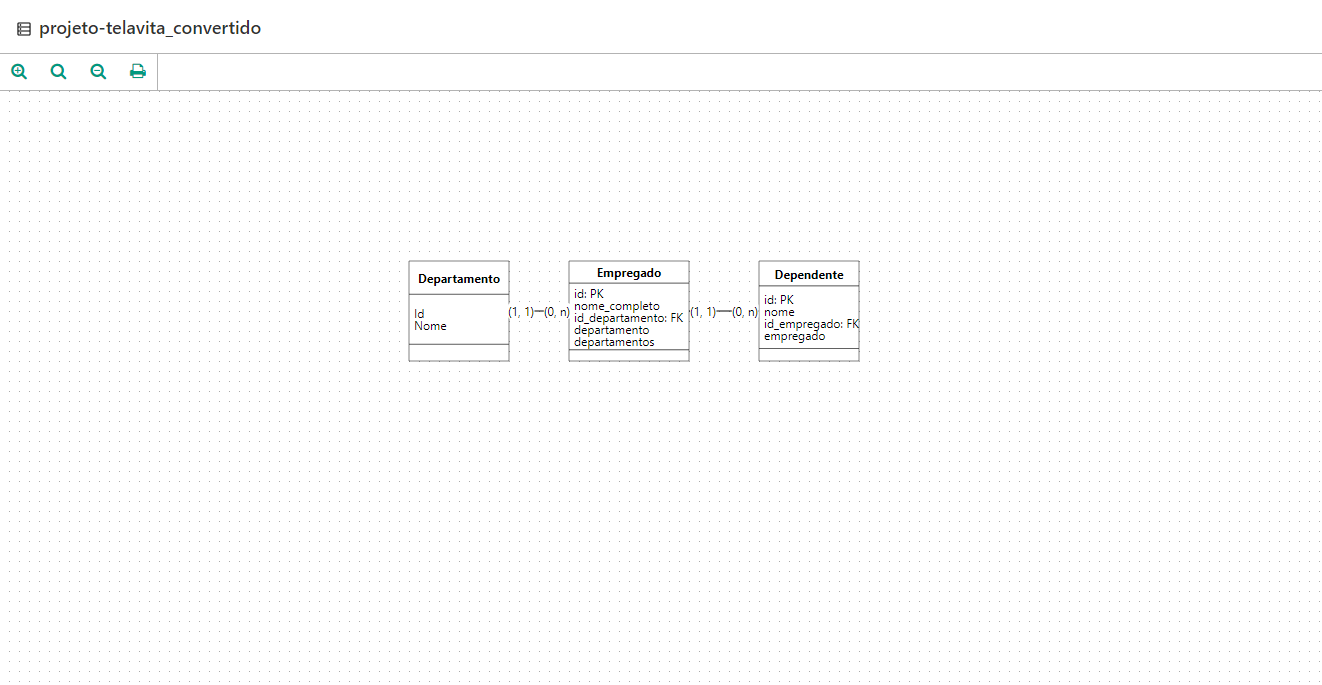 projeto-telavita_convertido
Departamento
Id
Nome
(1, 1)
(0, n)
Empregado
id: PK
nome_completo
id_departamento: FK
departamento
departamentos
(1, 1)
(0, n)
Dependente
id: PK
nome
id_empregado: FK
empregado